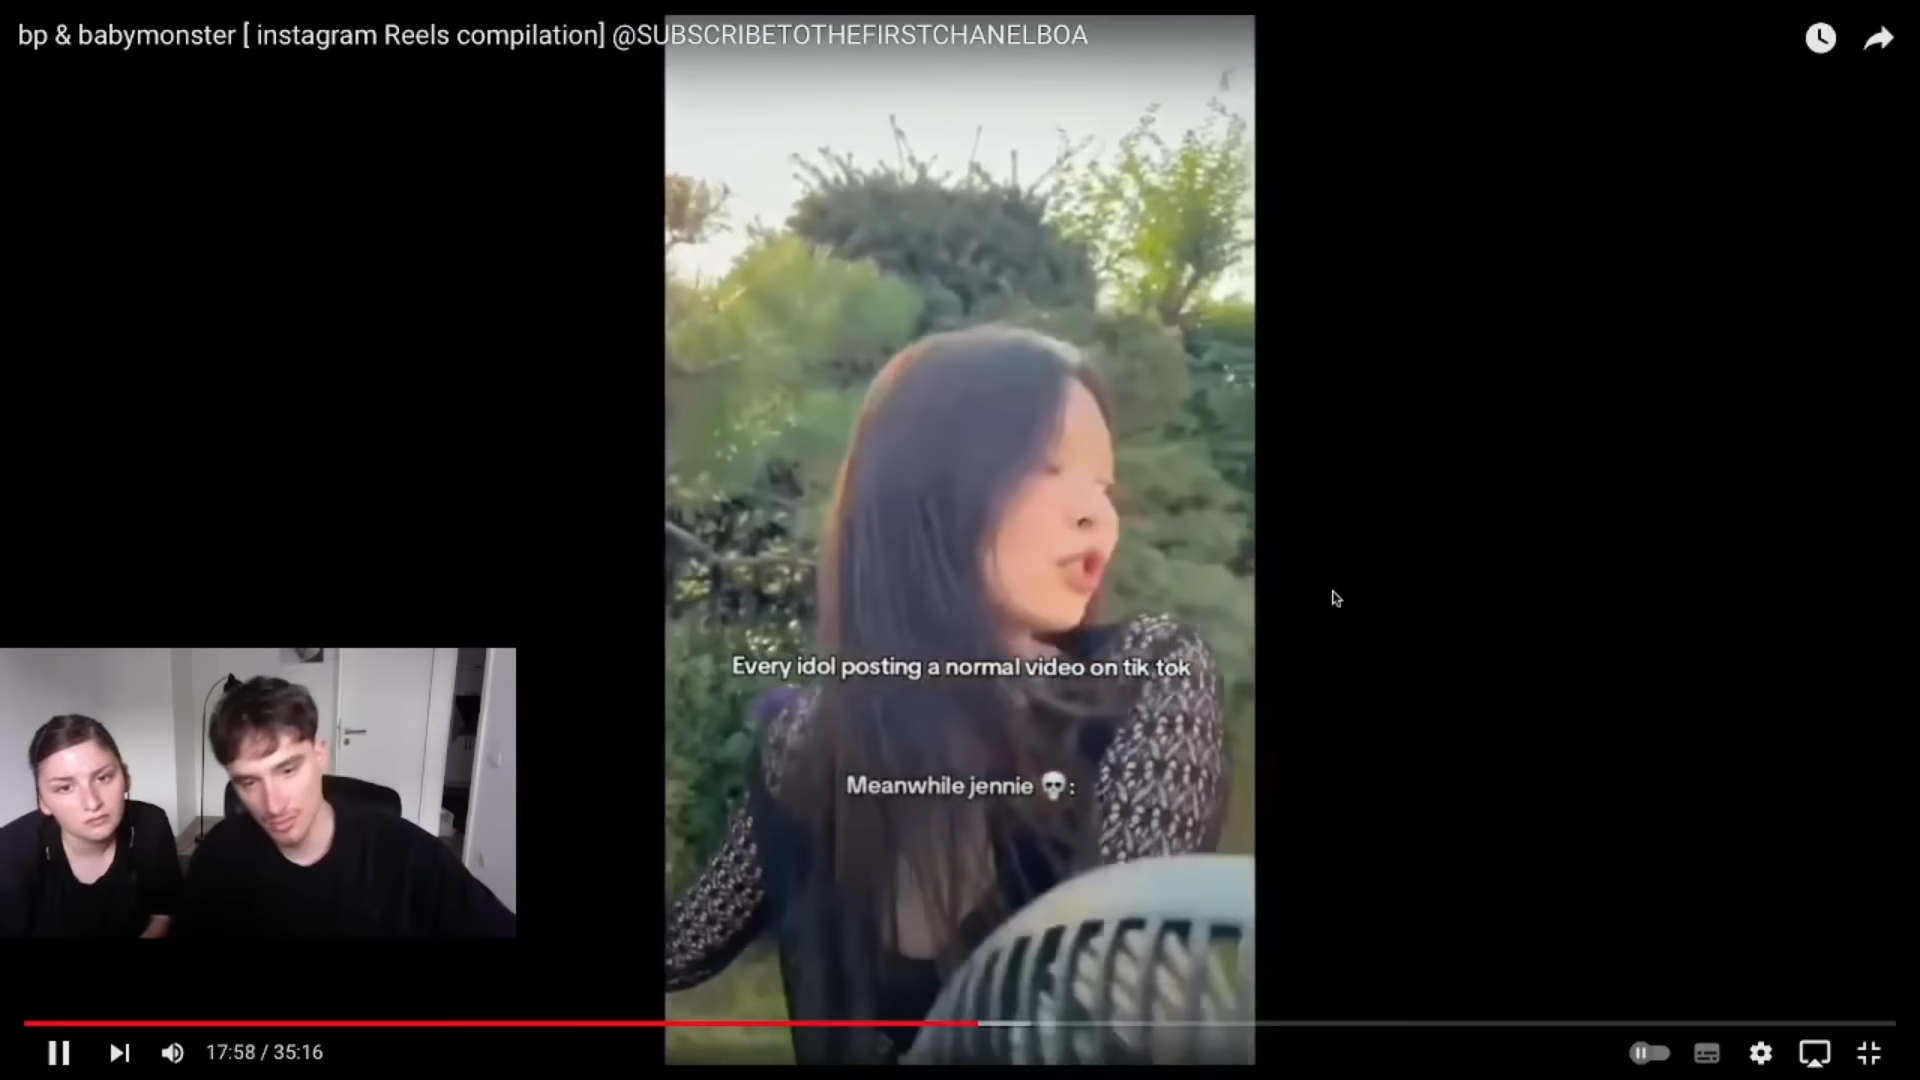 bp & babymonster [ instagram Reels compilation] @SUBSCRIBETOTHEFIRSTCHANELBOA
Every idol posting a normal video on tik tok
Meanwhile jennie 💀:
17:58 / 35:16